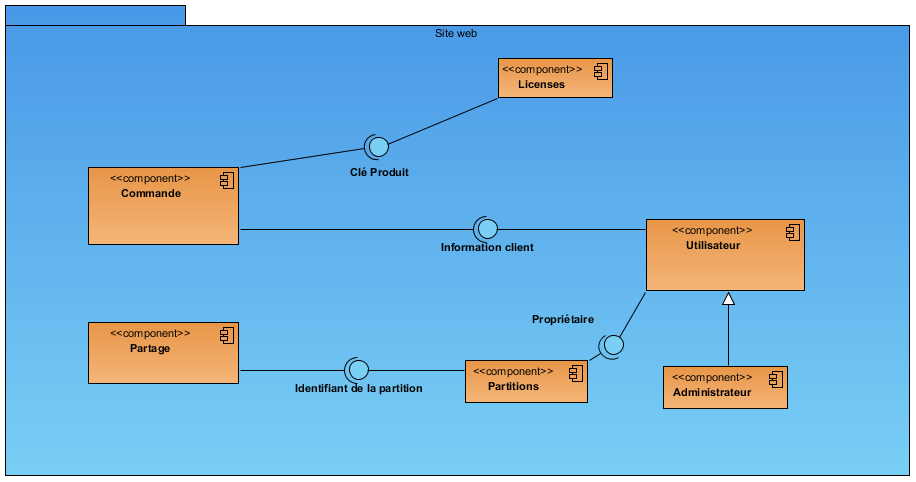 Site web
<<component>>
Licenses
Clé Produit
<<component>>
Commande
Information client
<<component>>
Utilisateur
Propriétaire
<<component>>
Partage
Identifiant de la partition
<<component>>
Partitions
<<component>>
Administrateur